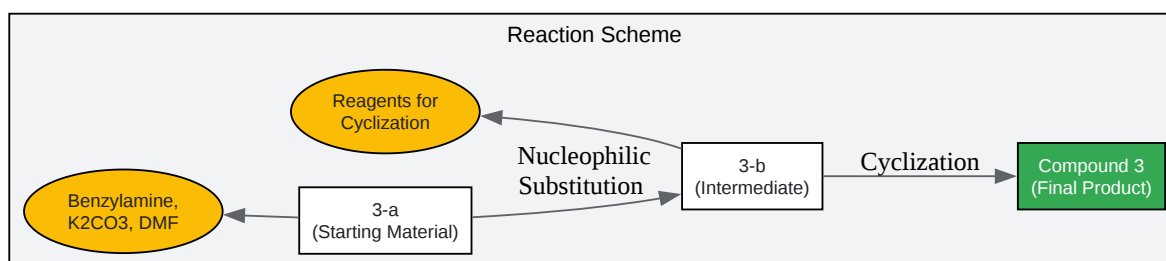 Reaction Scheme
Reagents for
Cyclization
Benzylamine,
K2CO3, DMF
3-a
(Starting Material)
Nucleophilic
Substitution
3-b
(Intermediate)
Cyclization
Compound 3
(Final Product)